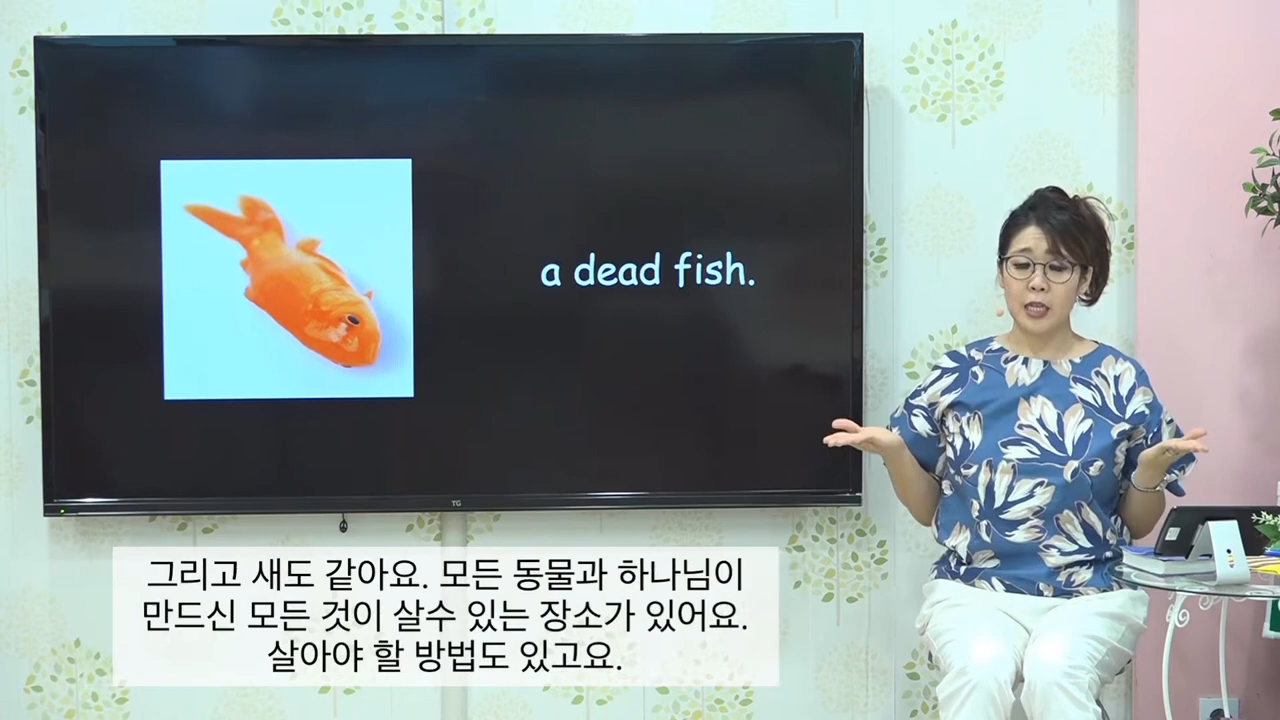 a dead fish.
TG
그리고 새도 같아요. 모든 동물과 하나님이
만드신 모든 것이 살수 있는 장소가 있어요.
살아야 할 방법도 있고요.